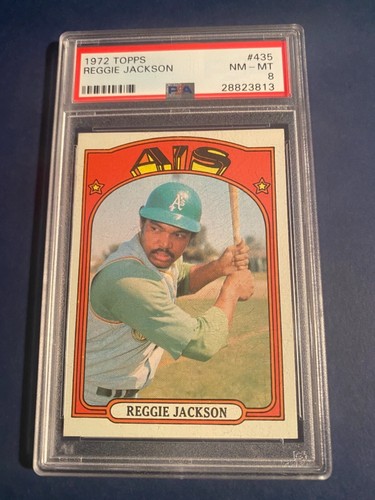 1972 TOPPS #435
REGGIE JACKSON NM-MT
8
PSA 28823813
A'S
A's
REGGIE JACKSON